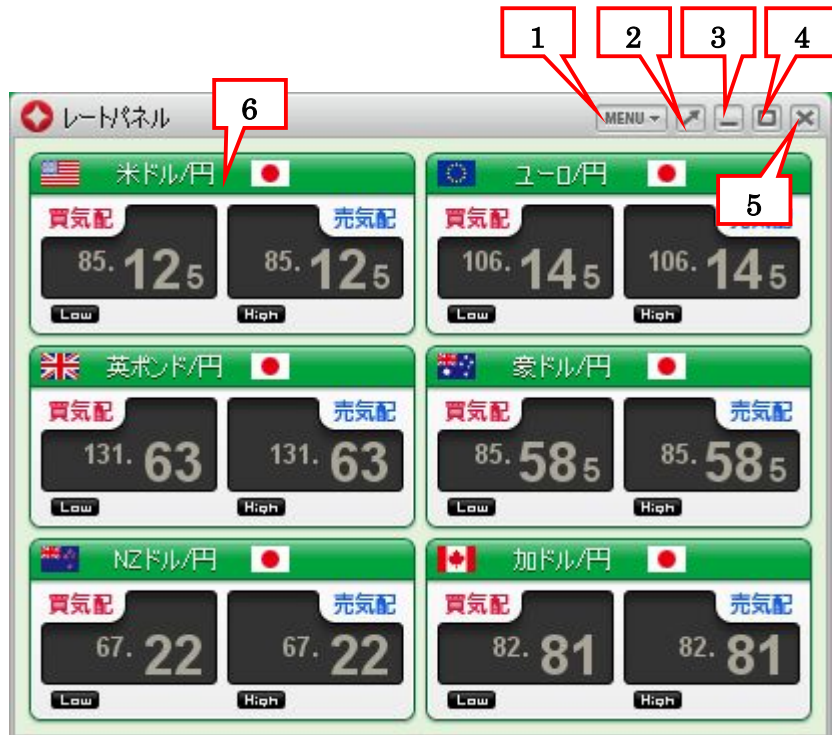 1
2
3
4
レートパネル
6
MENU
米ドル/円
ユーロ/円
5
買気配
売気配
買気配
85.125
85.125
106.145
106.145
Low
High
Low
High
英ポンド/円
豪ドル/円
買気配
売気配
買気配
売気配
131.63
131.63
85.585
85.585
Low
High
Low
High
NZドル/円
加ドル/円
買気配
売気配
買気配
売気配
67.22
67.22
82.81
82.81
Low
High
Low
High